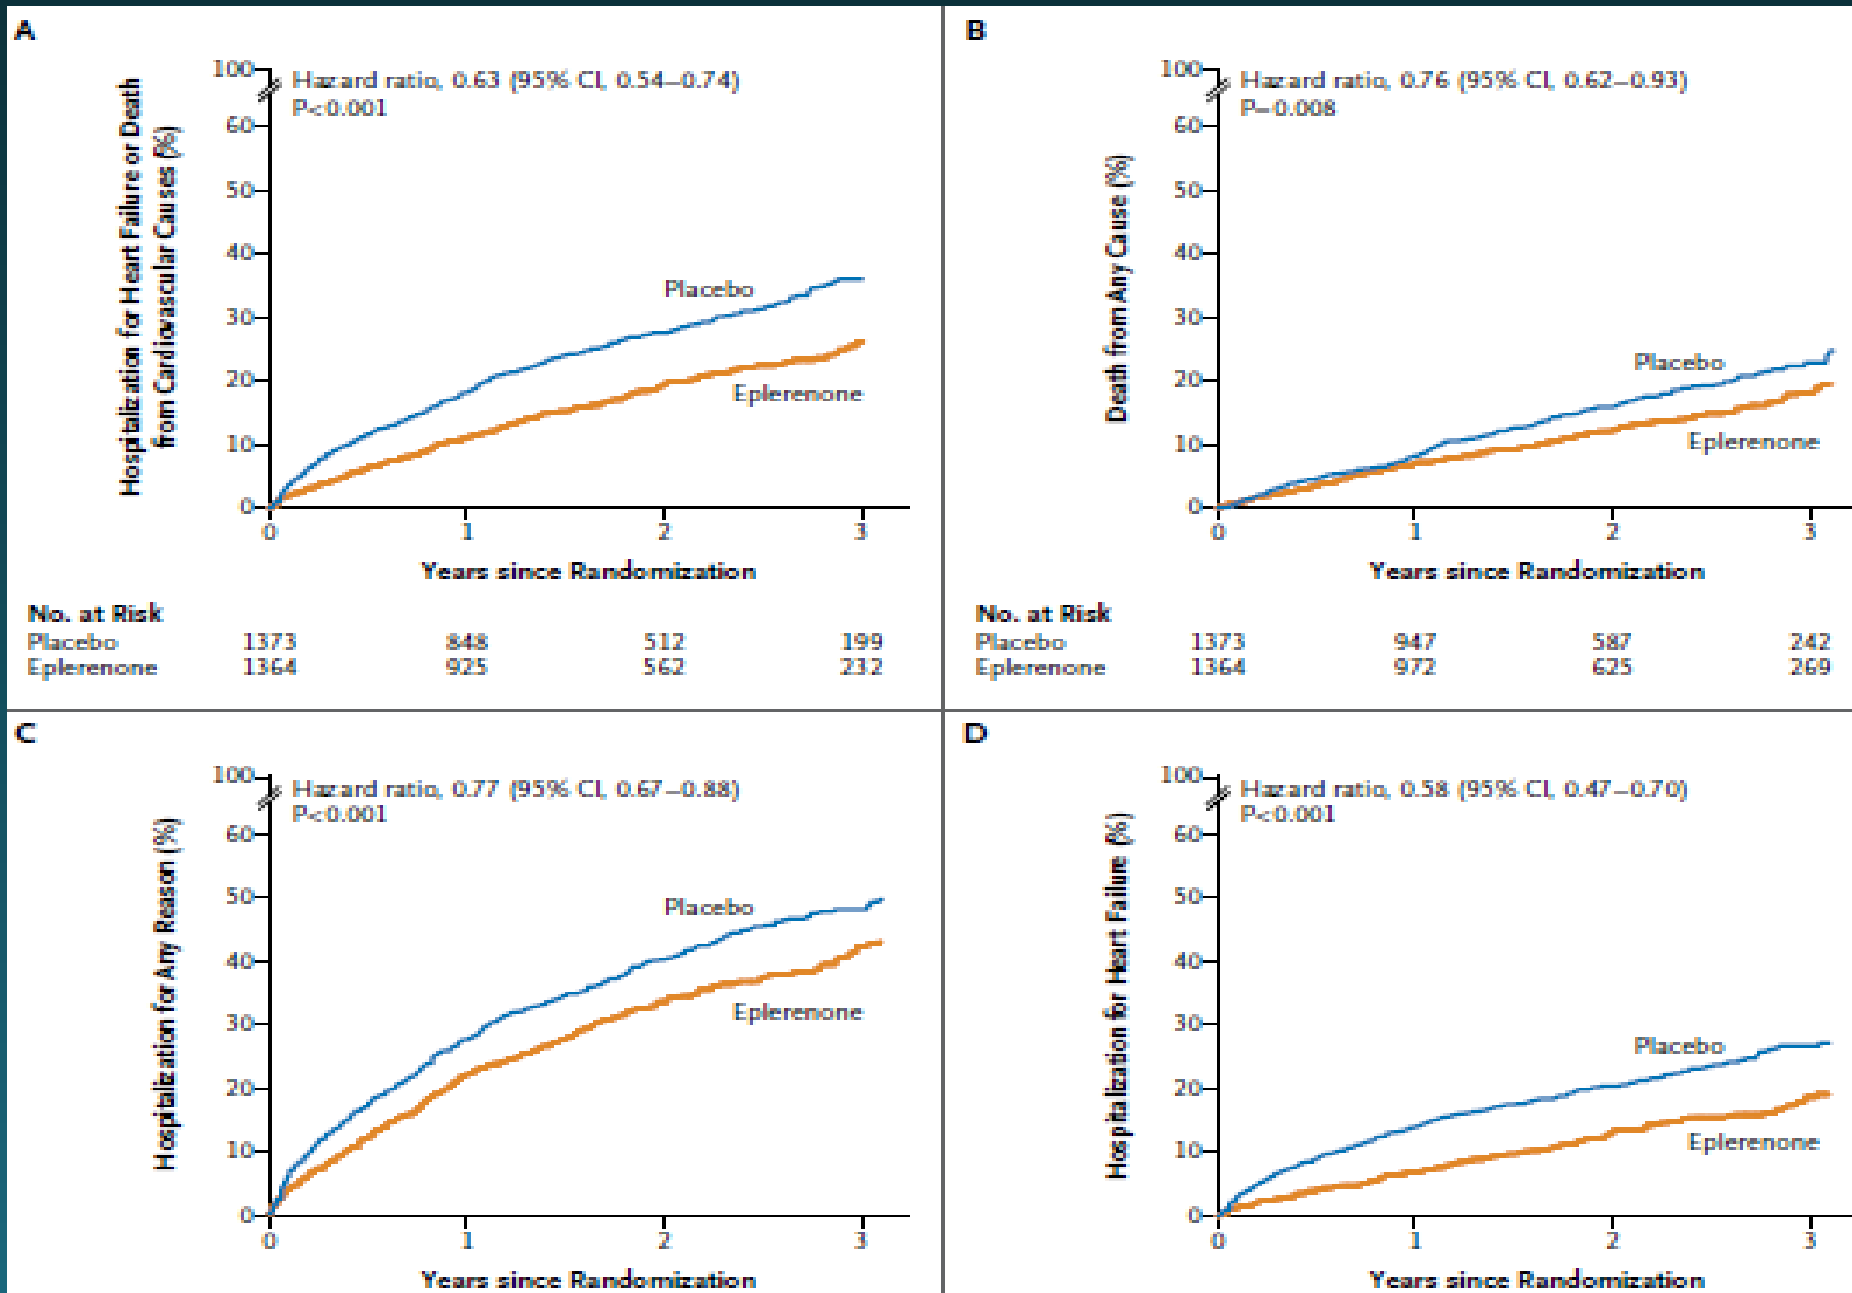 A
Hospitalization for Heart Failure or Death
from Cardiovascular Causes (%)
100
60
50
40
30
20
10
0
Hazard ratio, 0.63 (95% CI, 0.54–0.74)
P<0.001
Placebo
Eplerenone
0 1 2 3
Years since Randomization
No. at Risk
Placebo 1373 848 512 199
Eplerenone 1364 925 562 232
B
Death from Any Cause (%)
100
60
50
40
30
20
10
0
Hazard ratio, 0.76 (95% CI, 0.62–0.93)
P=0.008
Placebo
Eplerenone
0 1 2 3
Years since Randomization
No. at Risk
Placebo 1373 947 587 242
Eplerenone 1364 972 625 269
C
Hospitalization for Any Reason (%)
100
60
50
40
30
20
10
0
Hazard ratio, 0.77 (95% CI, 0.67–0.88)
P<0.001
Placebo
Eplerenone
0 1 2 3
Years since Randomization
D
Hospitalization for Heart Failure (%)
100
60
50
40
30
20
10
0
Hazard ratio, 0.58 (95% CI, 0.47–0.70)
P<0.001
Placebo
Eplerenone
0 1 2 3
Years since Randomization